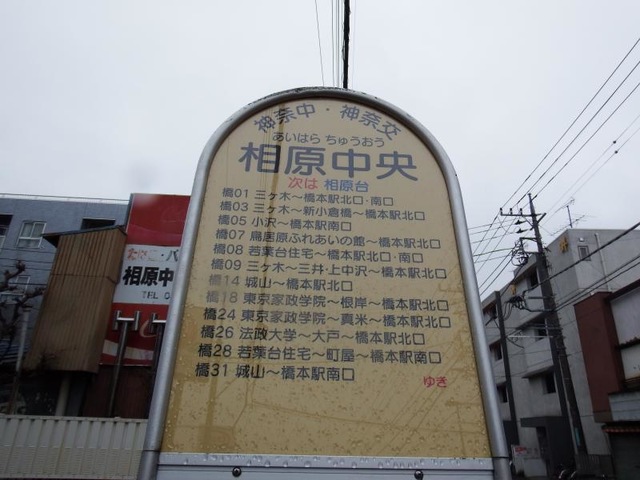 神奈中・神奈交
あいはら ちゅうおう
相原中央
次は 相原台
橋01 三ヶ木〜橋本駅北口・南口
橋03 三ヶ木〜新小倉橋〜橋本駅北口
橋05 小沢〜橋本駅南口
橋07 鳥居原ふれあいの館〜橋本駅北口
橋08 若葉台住宅〜橋本駅北口・南口
橋09 三ヶ木〜三井・上中沢〜橋本駅北口
橋14 城山〜橋本駅北口
橋18 東京家政学院〜根岸〜橋本駅北口
橋24 東京家政学院〜真米〜橋本駅北口
橋26 法政大学〜大戸〜橋本駅北口
橋28 若葉台住宅〜町屋〜橋本駅南口
橋31 城山〜橋本駅南口
ゆき
相原中
TEL